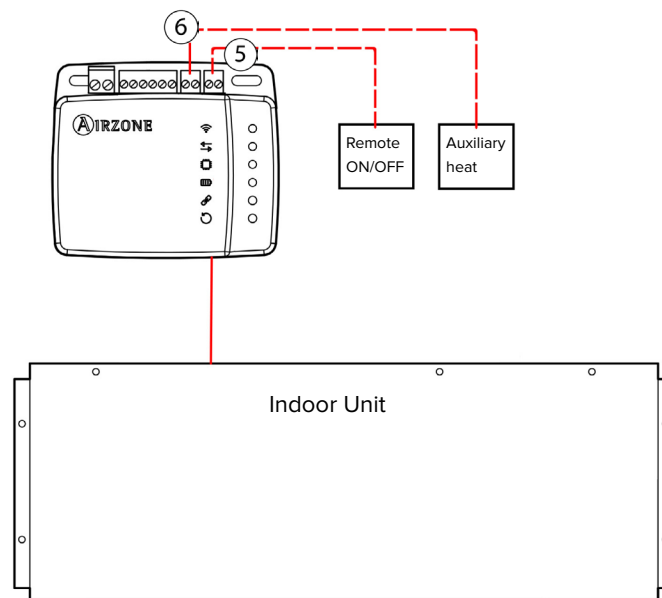 6
5
AIRZONE
Remote
ON/OFF
Auxiliary
heat
Indoor Unit